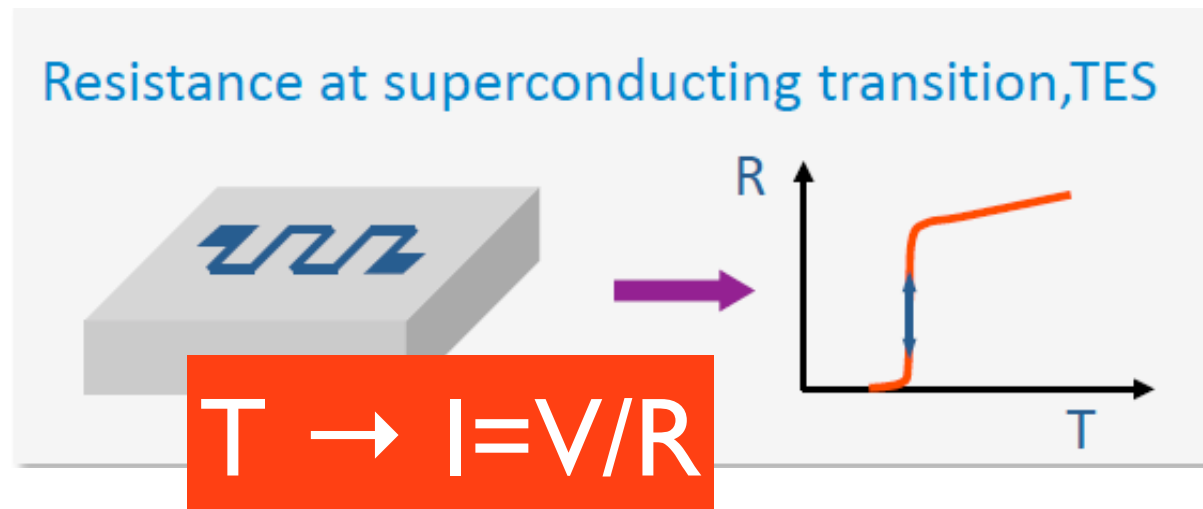 Resistance at superconducting transition,TES
R
T
T → I=V/R